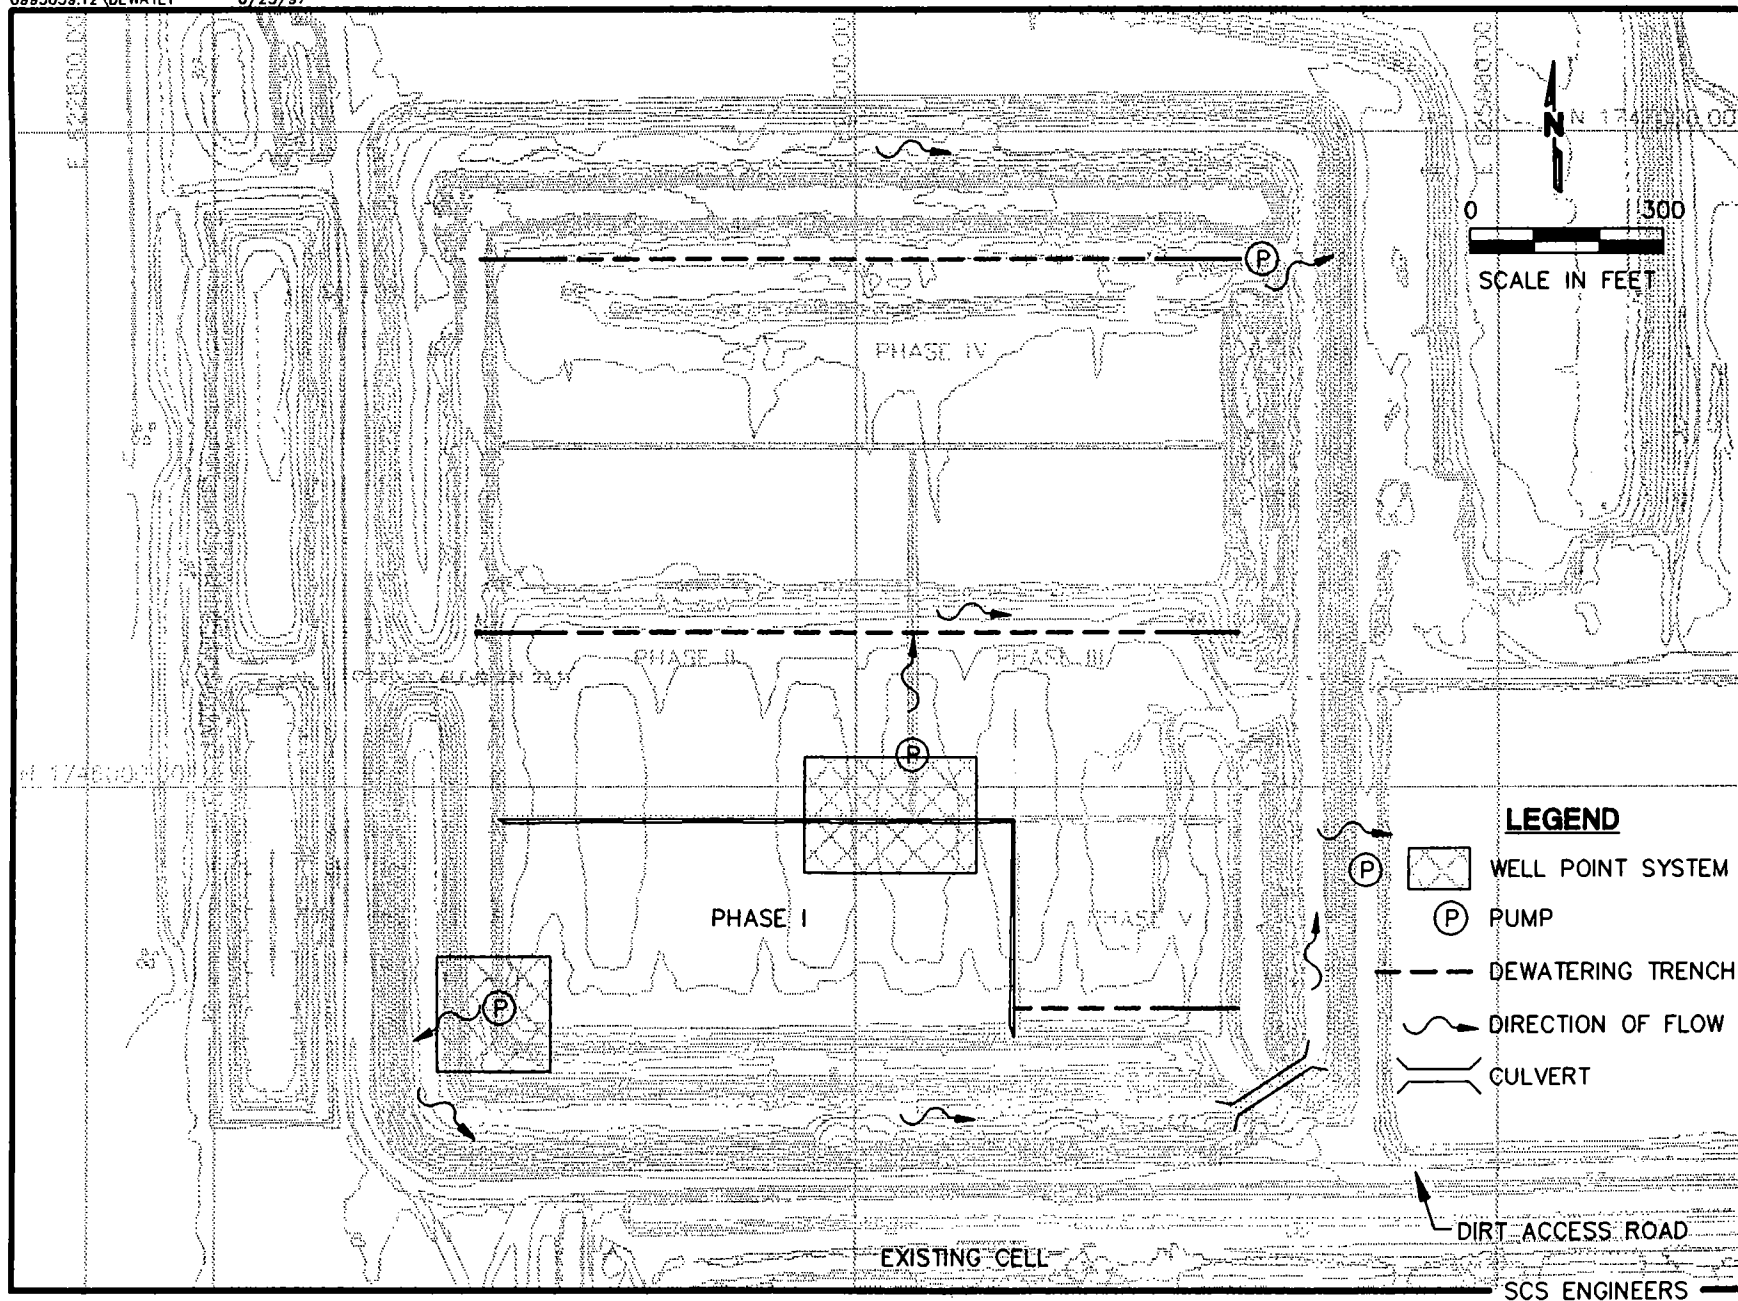 N
0 300
SCALE IN FEET
PHASE IV
PHASE II
PHASE III
P
P
P
P
PHASE I
PHASE V
LEGEND
WELL POINT SYSTEM
P PUMP
DEWATERING TRENCH
DIRECTION OF FLOW
CULVERT
DIRT ACCESS ROAD
EXISTING CELL
SCS ENGINEERS